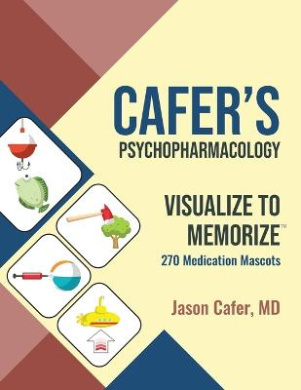 CAFER'S
PSYCHOPHARMACOLOGY
VISUALIZE TO
MEMORIZE™
270 Medication Mascots
Jason Cafer, MD